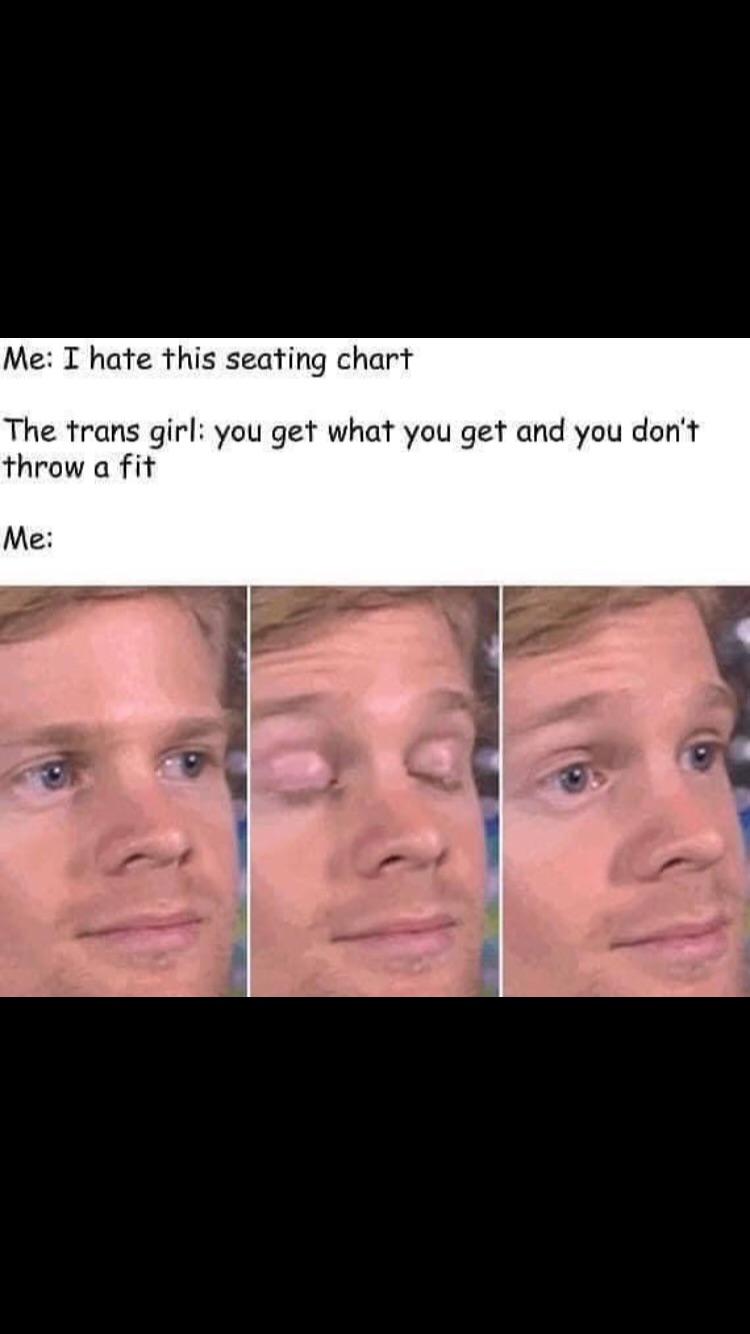 Me: I hate this seating chart
The trans girl: you get what you get and you don't
throw a fit
Me: